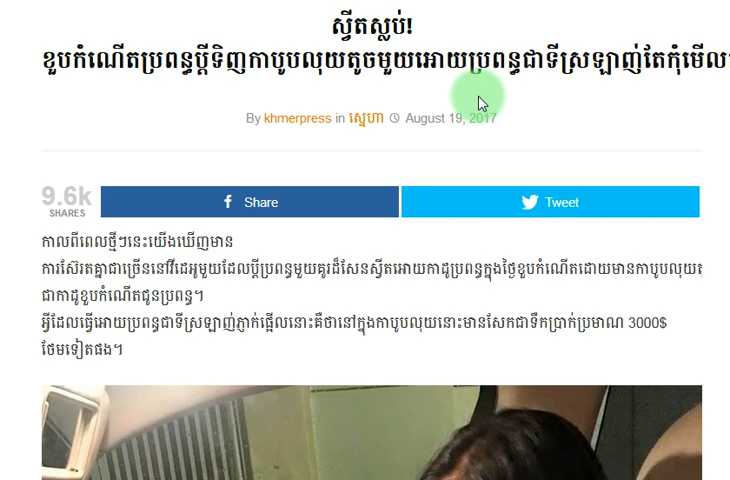 ស្វីតស្លប់!
ខួបកំណើតប្រពន្ធប្ដីទិញកាបូបលុយតូចមួយអោយប្រពន្ធជាទីស្រឡាញ់តែកុំមើល
By khmerpress in ស្នេហា August 19, 2017
9.6k
SHARES
Share
Tweet
កាលពីពេលថ្មីៗនេះយើងឃើញមាន
ការស៊ែរតគ្នាជាច្រើននៅវីដេអូមួយដែលប្ដីប្រពន្ធមួយគូរដ៏សែនស្វីតអោយកាដូប្រពន្ធក្នុងថ្ងៃខួបកំណើតដោយមានកាបូបលុយ
ជាកាដូខួបកំណើតជូនប្រពន្ធ។
អ្វីដែលធ្វើអោយប្រពន្ធជាទីស្រឡាញ់ភ្ញាក់ផ្អើលនោះគឺថានៅក្នុងកាបូបលុយនោះមានសែកជាទឹកប្រាក់ប្រមាណ 3000$
ថែមទៀតផង។